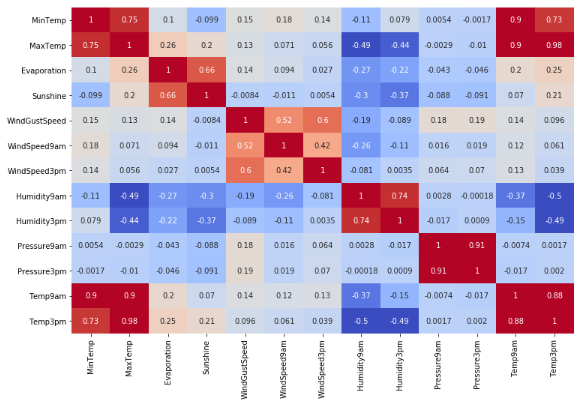 MinTemp 1 0.75 0.1 -0.099 0.15 0.18 0.14 -0.11 0.079 0.0054 -0.0017 0.9 0.73
MaxTemp 0.75 1 0.26 0.2 0.13 0.071 0.056 -0.49 -0.44 -0.0029 -0.01 0.9 0.98
Evaporation 0.1 0.26 1 0.66 0.14 0.094 0.027 -0.27 -0.22 -0.043 -0.046 0.2 0.25
Sunshine -0.099 0.2 0.66 1 -0.0084 -0.011 0.0054 -0.3 -0.37 -0.088 -0.091 0.07 0.21
WindGustSpeed 0.15 0.13 0.14 -0.0084 1 0.52 0.6 -0.19 -0.089 0.18 0.19 0.14 0.096
WindSpeed9am 0.18 0.071 0.094 -0.011 0.52 1 0.42 -0.26 -0.11 0.016 0.019 0.12 0.061
WindSpeed3pm 0.14 0.056 0.027 0.0054 0.6 0.42 1 -0.081 0.0035 0.064 0.07 0.13 0.039
Humidity9am -0.11 -0.49 -0.27 -0.3 -0.19 -0.26 -0.081 1 0.74 0.0028 -0.00018 -0.37 -0.5
Humidity3pm 0.079 -0.44 -0.22 -0.37 -0.089 -0.11 0.0035 0.74 1 -0.017 0.0009 -0.15 -0.49
Pressure9am 0.0054 -0.0029 -0.043 -0.088 0.18 0.016 0.064 0.0028 -0.017 1 0.91 -0.0074 0.0017
Pressure3pm -0.0017 -0.01 -0.046 -0.091 0.19 0.019 0.07 -0.00018 0.0009 0.91 1 -0.017 0.002
Temp9am 0.9 0.9 0.2 0.07 0.14 0.12 0.13 -0.37 -0.15 -0.0074 -0.017 1 0.88
Temp3pm 0.73 0.98 0.25 0.21 0.096 0.061 0.039 -0.5 -0.49 0.0017 0.002 0.88 1
MinTemp MaxTemp Evaporation Sunshine WindGustSpeed WindSpeed9am WindSpeed3pm Humidity9am Humidity3pm Pressure9am Pressure3pm Temp9am Temp3pm